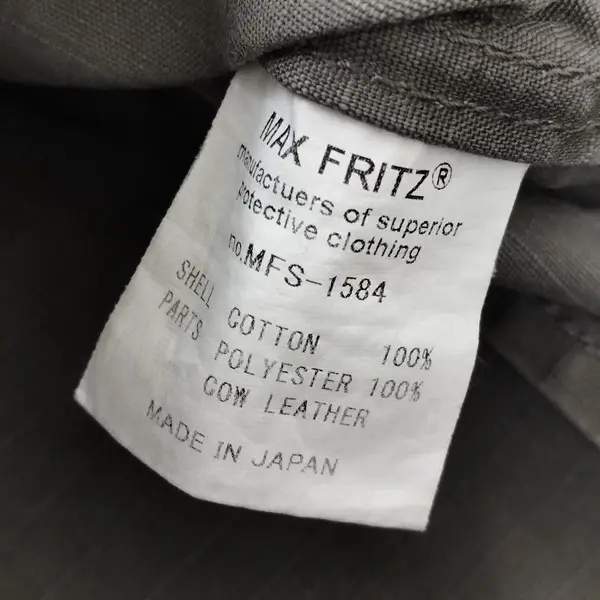 MAX FRITZ®
manufactuers of superior
protective clothing
no.MFS-1584
SHELL COTTON 100%
PARTS POLYESTER 100%
COW LEATHER
MADE IN JAPAN